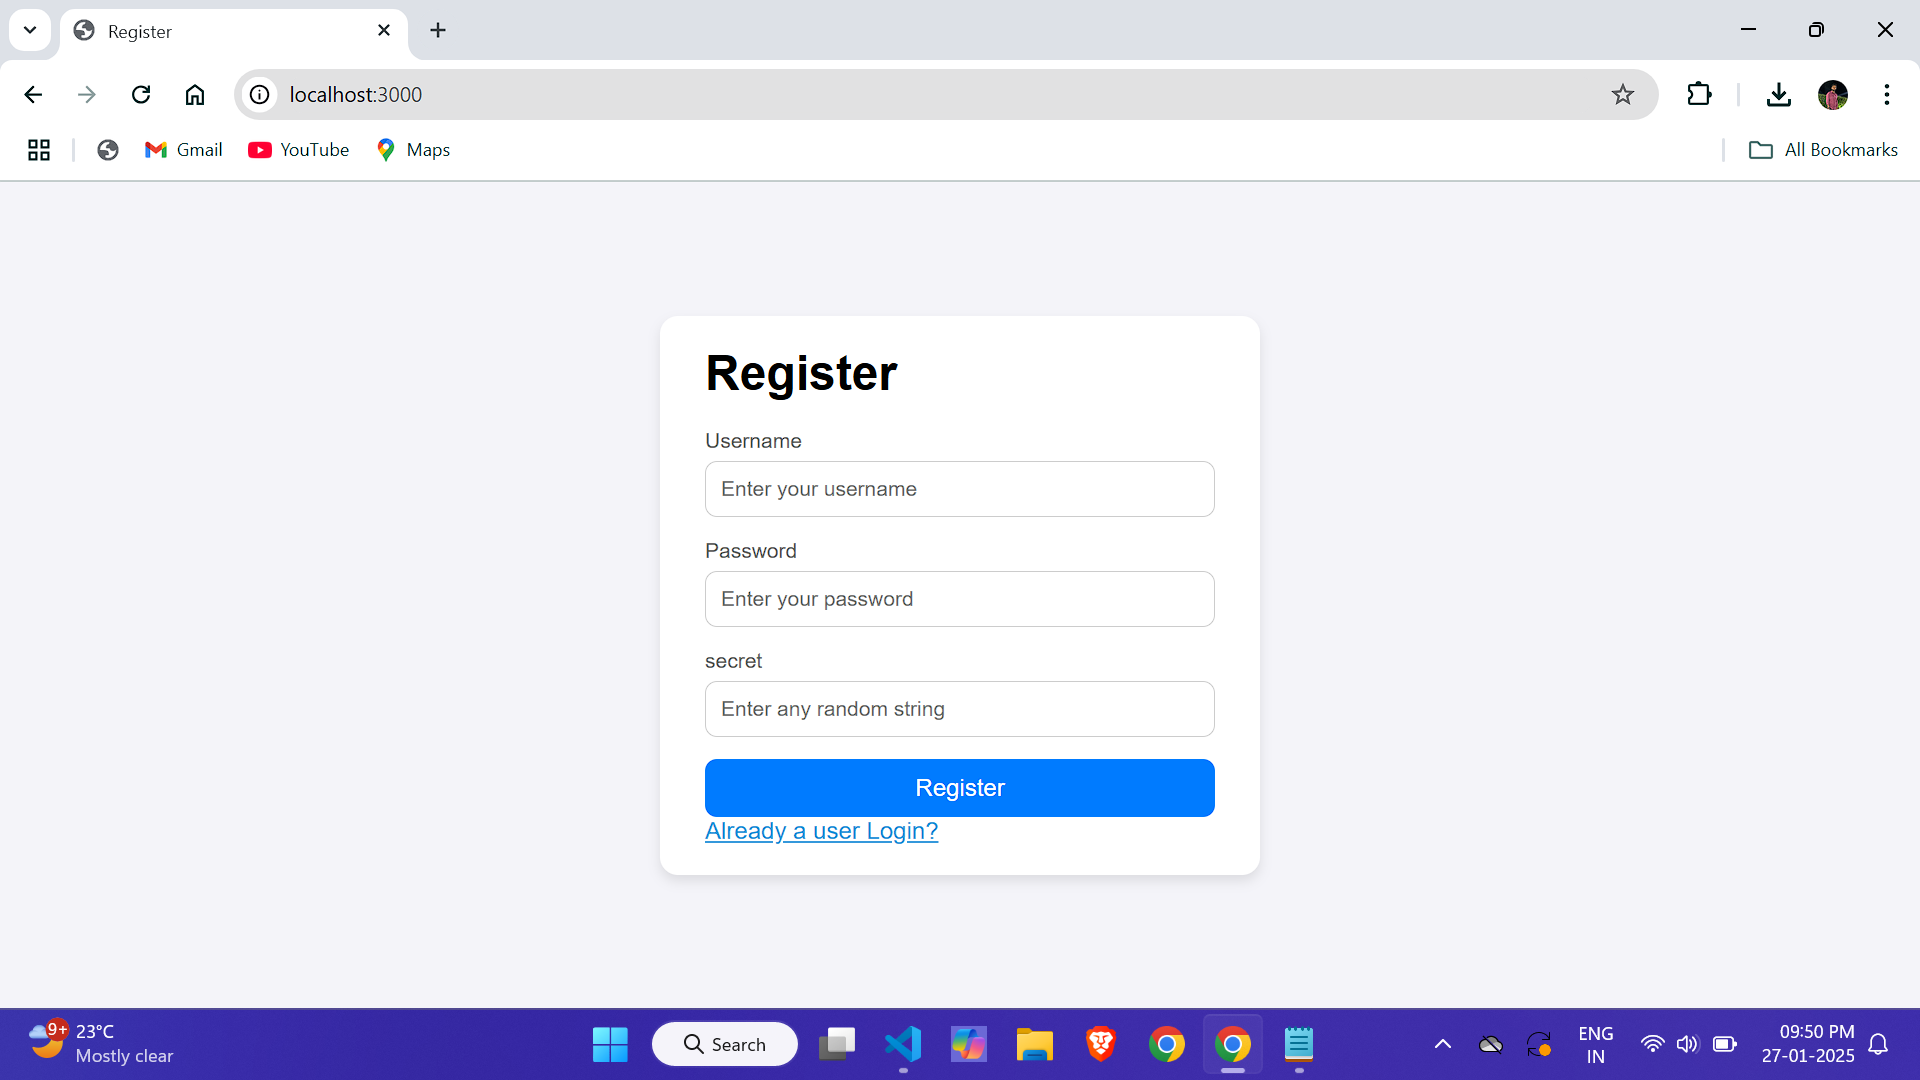 Register
localhost:3000
Gmail
YouTube
Maps
All Bookmarks
Register
Username
Enter your username
Password
Enter your password
secret
Enter any random string
Register
Already a user Login?
9+
23°C
Mostly clear
Search
ENG
IN
09:50 PM
27-01-2025